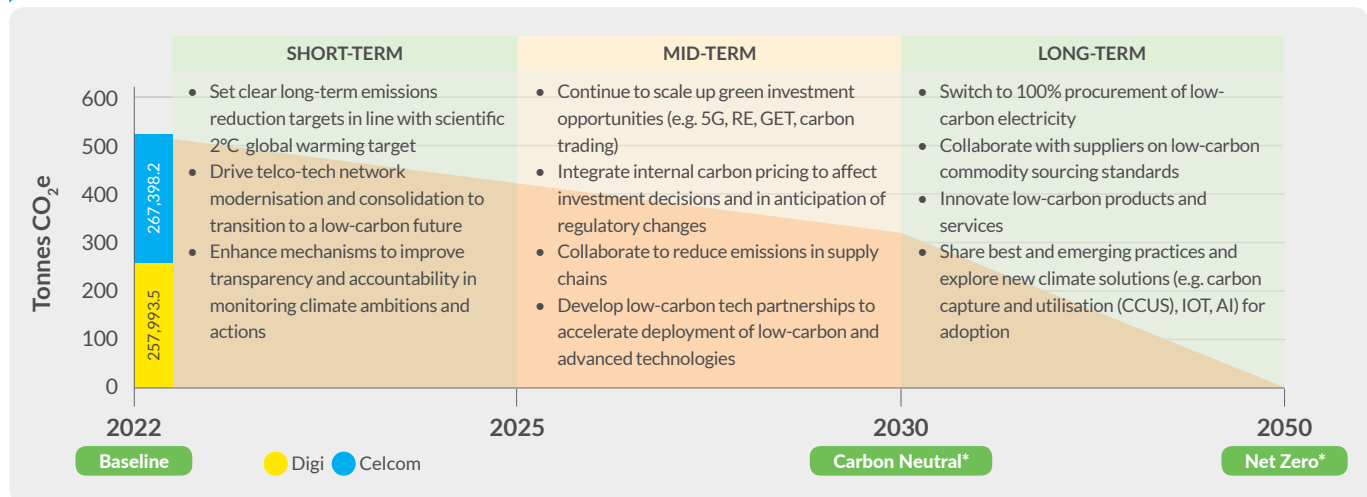 SHORT-TERM
MID-TERM
LONG-TERM
• Set clear long-term emissions
reduction targets in line with scientific
2°C global warming target
• Drive telco-tech network
modernisation and consolidation to
transition to a low-carbon future
• Enhance mechanisms to improve
transparency and accountability in
monitoring climate ambitions and
actions
• Continue to scale up green investment
opportunities (e.g. 5G, RE, GET, carbon
trading)
• Integrate internal carbon pricing to affect
investment decisions and in anticipation of
regulatory changes
• Collaborate to reduce emissions in supply
chains
• Develop low-carbon tech partnerships to
accelerate deployment of low-carbon and
advanced technologies
• Switch to 100% procurement of low-
carbon electricity
• Collaborate with suppliers on low-carbon
commodity sourcing standards
• Innovate low-carbon products and
services
• Share best and emerging practices and
explore new climate solutions (e.g. carbon
capture and utilisation (CCUS), IOT, AI) for
adoption
Tonnes CO₂e
600
500
400
300
200
100
0
267,398.2
257,993.5
2022
2025
2030
2050
Baseline
Digi
Celcom
Carbon Neutral*
Net Zero*